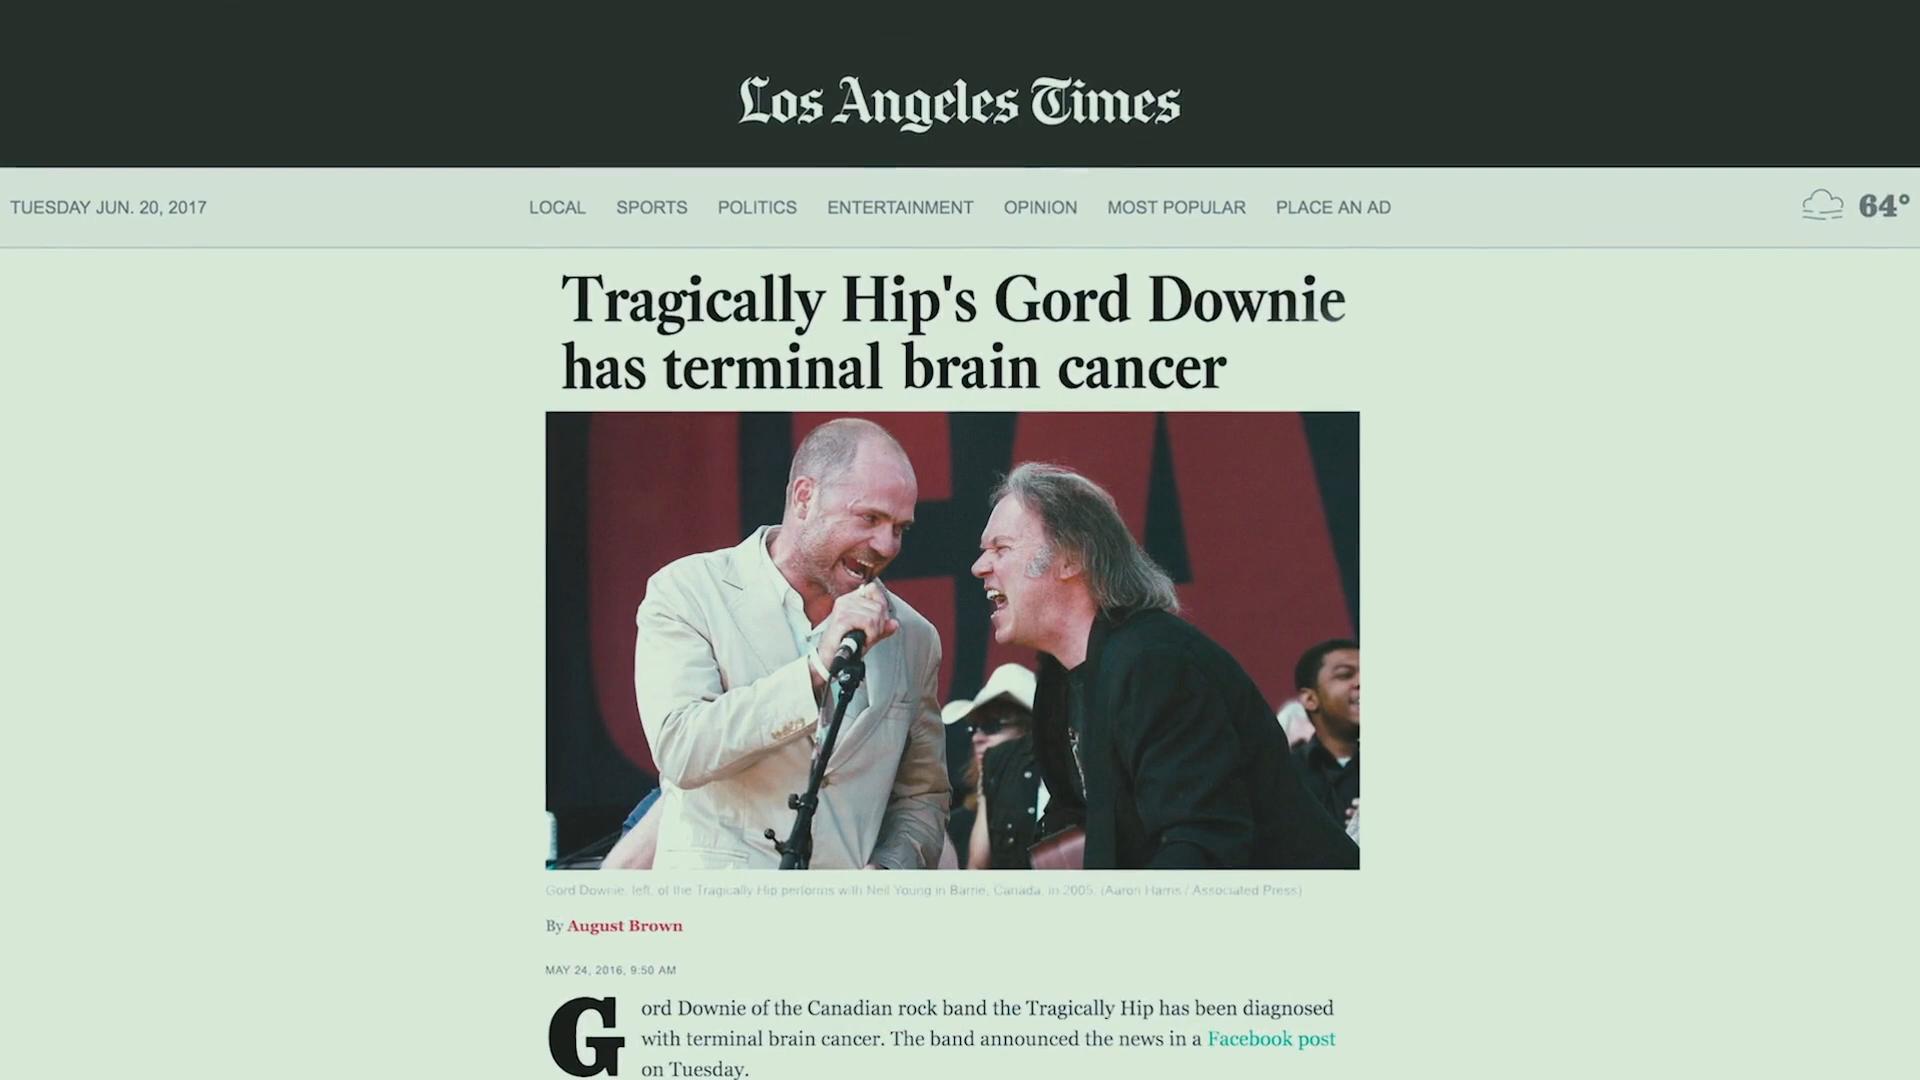 Los Angeles Times
TUESDAY JUN. 20, 2017 LOCAL SPORTS POLITICS ENTERTAINMENT OPINION MOST POPULAR PLACE AN AD 64°
Tragically Hip's Gord Downie
has terminal brain cancer
Gord Downie, left, of the Tragically Hip performs with Neil Young in Barrie, Canada, in 2005. (Aaron Harris / Associated Press)
By August Brown
MAY 24, 2016, 9:50 AM
Gord Downie of the Canadian rock band the Tragically Hip has been diagnosed
with terminal brain cancer. The band announced the news in a Facebook post
on Tuesday.